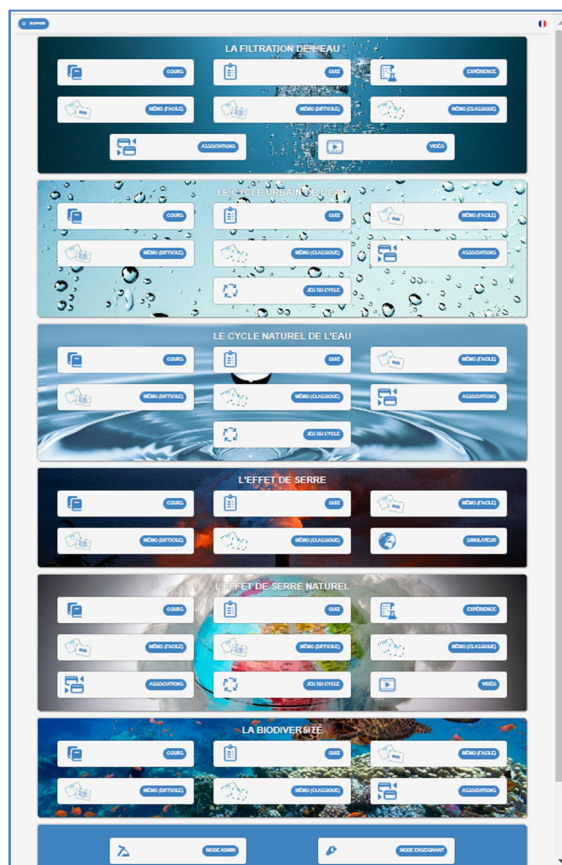 LA FILTRATION DE L'EAU
COURS QUIZ EXPÉRIENCE
MÉMO (FACILE) MÉMO (DIFFICILE) MÉMO (CLASSIQUE)
ASSOCIATIONS VIDÉO
LE CYCLE URBAIN DE L'EAU
COURS QUIZ MÉMO (FACILE)
MÉMO (DIFFICILE) MÉMO (CLASSIQUE) ASSOCIATIONS
JEU DU CYCLE
LE CYCLE NATUREL DE L'EAU
COURS QUIZ MÉMO (FACILE)
MÉMO (DIFFICILE) MÉMO (CLASSIQUE) ASSOCIATIONS
JEU DU CYCLE
L'EFFET DE SERRE
COURS QUIZ MÉMO (FACILE)
MÉMO (DIFFICILE) MÉMO (CLASSIQUE) SIMULATEUR
L'EFFET DE SERRE NATUREL
COURS QUIZ EXPÉRIENCE
MÉMO (FACILE) MÉMO (DIFFICILE) MÉMO (CLASSIQUE)
ASSOCIATIONS JEU DU CYCLE VIDÉO
LA BIODIVERSITÉ
COURS QUIZ MÉMO (FACILE)
MÉMO (DIFFICILE) MÉMO (CLASSIQUE) ASSOCIATIONS
MODE ADMIN MODE ENSEIGNANT